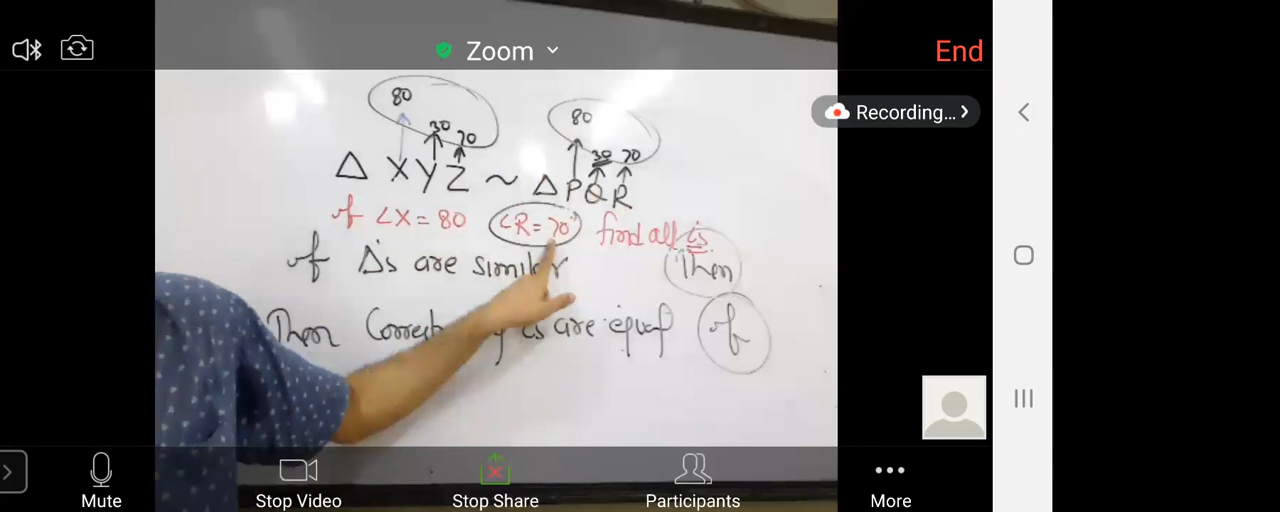 Zoom
End
Recording...
80 30 70
80 30 70
Δ XYZ ~ Δ PQR
if ∠X = 80 ∠R = 70° find all ∠s.
if Δs are similar Then
Then ∠s are equal if
Mute
Stop Video
Stop Share
Participants
More